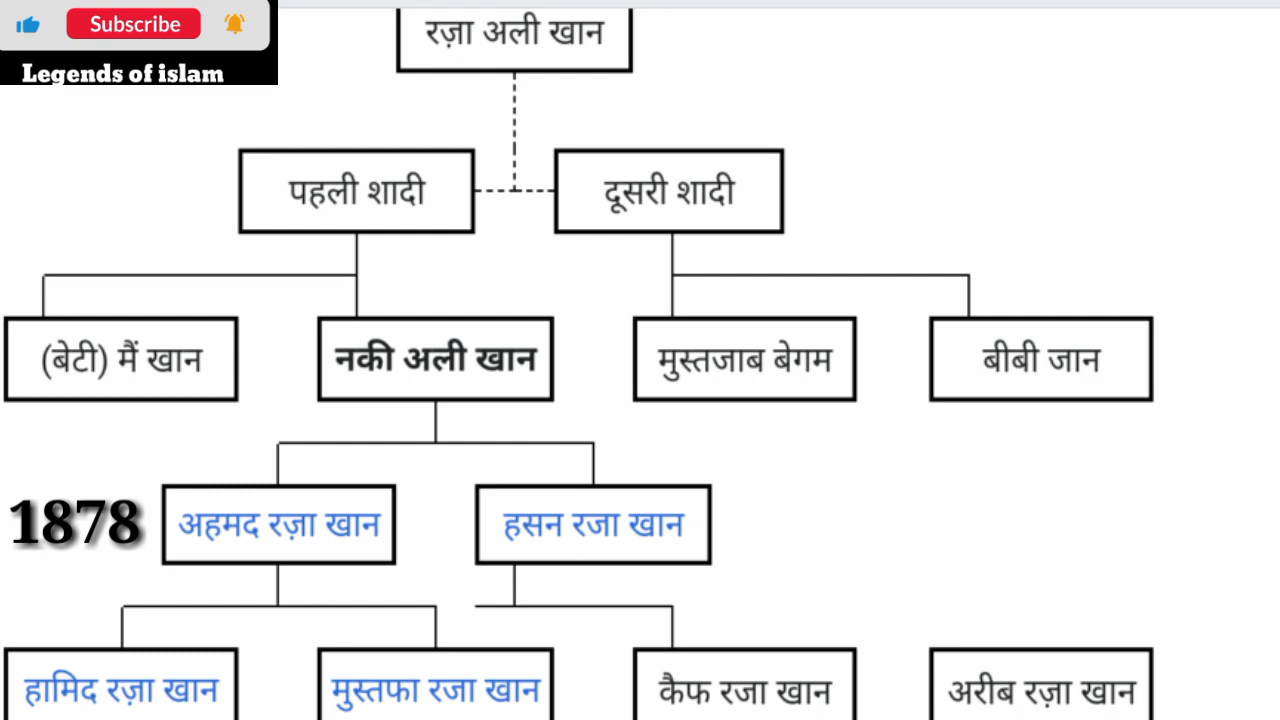 Subscribe
Legends of islam
रज़ा अली खान
पहली शादी
दूसरी शादी
(बेटी) मैं खान
नकी अली खान
मुस्तजाब बेगम
बीबी जान
1878
अहमद रज़ा खान
हसन रजा खान
हामिद रज़ा खान
मुस्तफा रजा खान
कैफ रजा खान
अरीब रज़ा खान